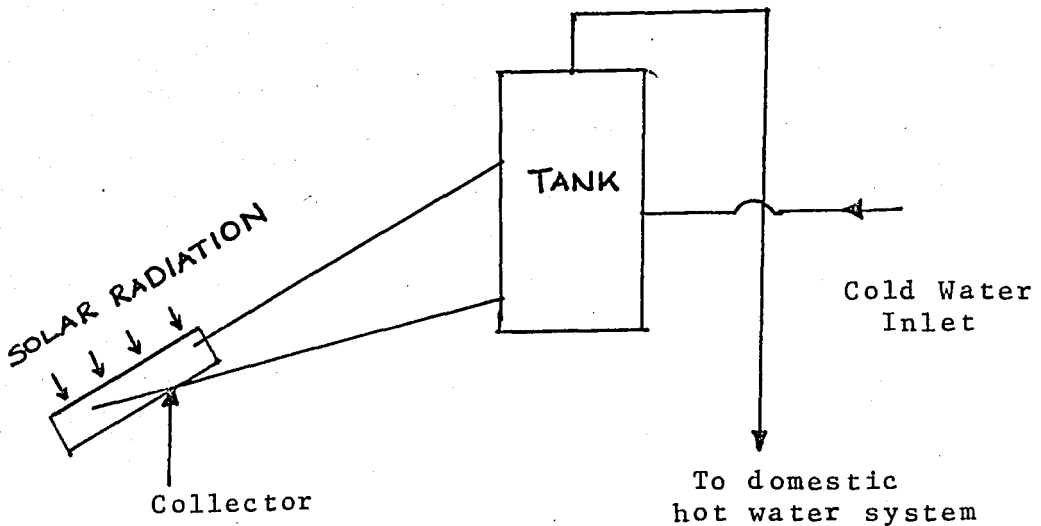 TANK
SOLAR RADIATION
Cold Water
Inlet
Collector
To domestic
hot water system